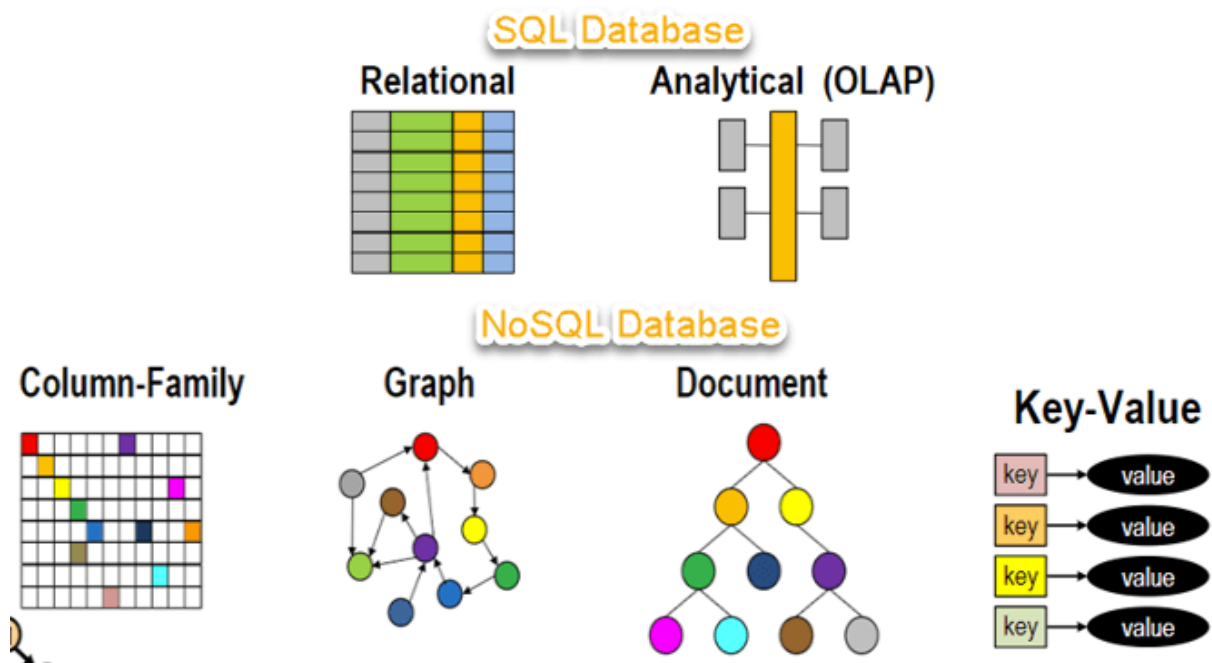 SQL Database
Relational
Analytical (OLAP)
NoSQL Database
Column-Family
Graph
Document
Key-Value
key
value
key
value
key
value
key
value